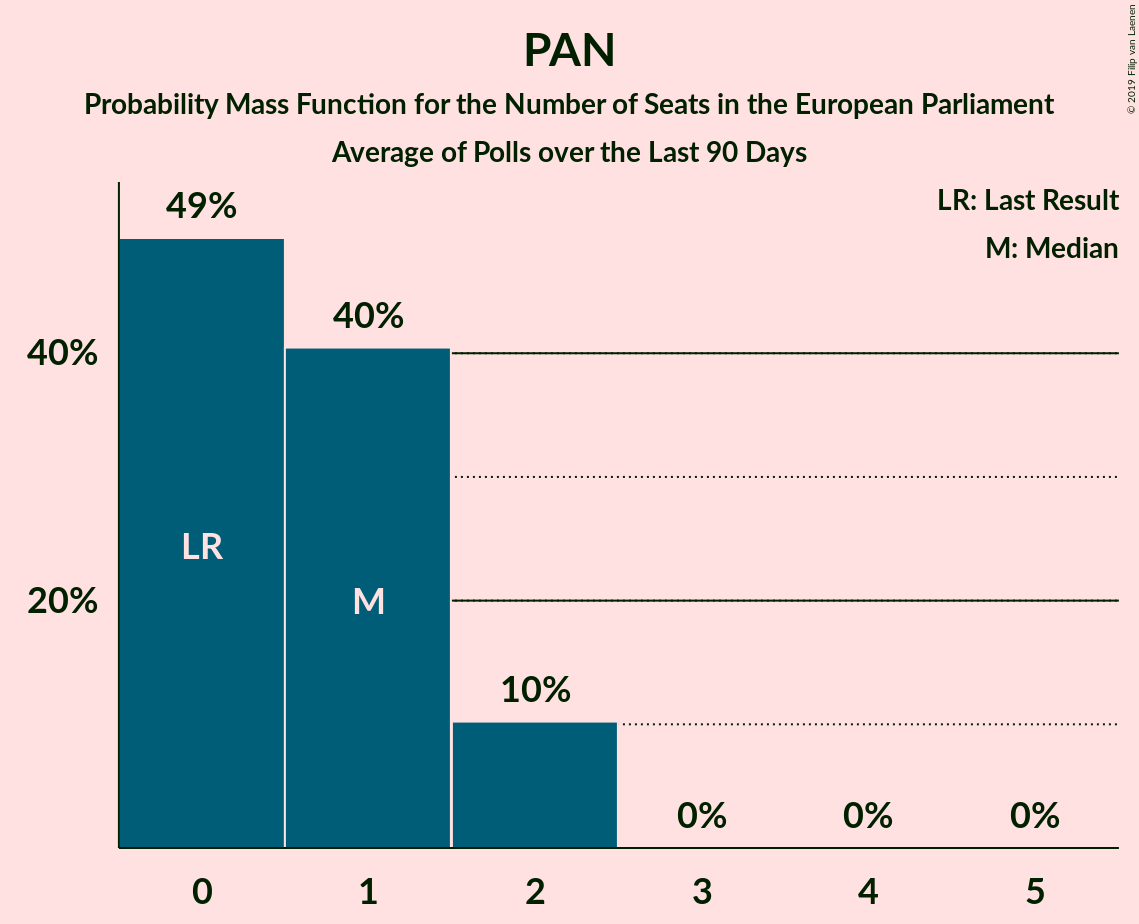 PAN
Probability Mass Function for the Number of Seats in the European Parliament
Average of Polls over the Last 90 Days
© 2019 Filip van Laenen
LR: Last Result
M: Median
49%
40%
10%
0%
0%
0%
40%
20%
LR
M
0
1
2
3
4
5